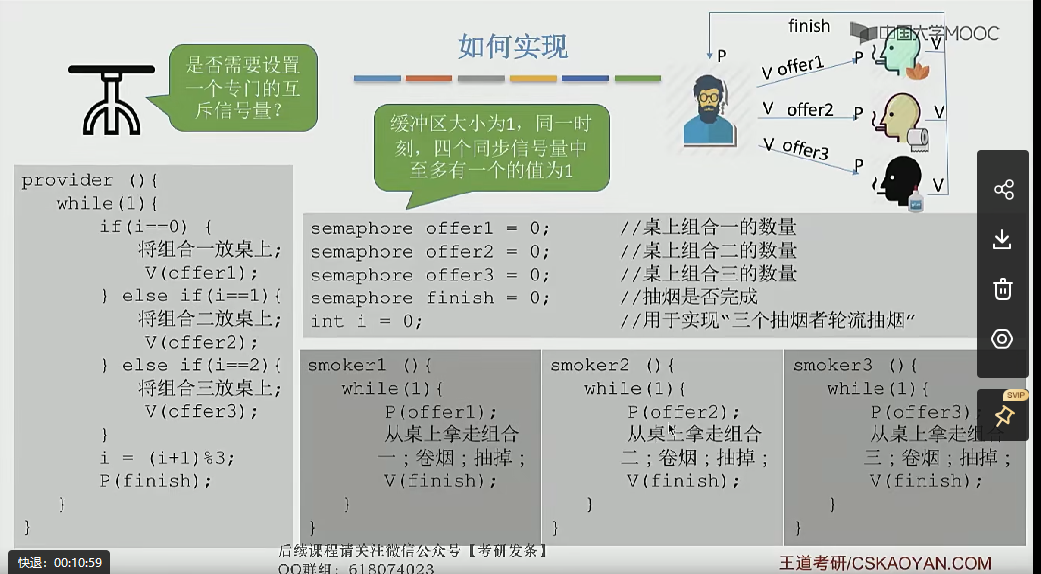 如何实现
是否需要设置
一个专门的互
斥信号量？
缓冲区大小为1，同一时
刻，四个同步信号量中
至多有一个的值为1
finish
中国大学MOOC
P
V offer1 P V
V offer2 P V
V offer3 P V
provider (){
while(1){
if(i==0) {
将组合一放桌上;
V(offer1);
} else if(i==1){
将组合二放桌上;
V(offer2);
} else if(i==2){
将组合三放桌上;
V(offer3);
}
i = (i+1)%3;
P(finish);
}
}
semaphore offer1 = 0; //桌上组合一的数量
semaphore offer2 = 0; //桌上组合二的数量
semaphore offer3 = 0; //桌上组合三的数量
semaphore finish = 0; //抽烟是否完成
int i = 0; //用于实现“三个抽烟者轮流抽烟”
smoker1 (){
while(1){
P(offer1);
从桌上拿走组合
一；卷烟；抽掉；
V(finish);
}
}
smoker2 (){
while(1){
P(offer2);
从桌上拿走组合
二；卷烟；抽掉；
V(finish);
}
}
smoker3 (){
while(1){
P(offer3);
从桌上拿走组合
三；卷烟；抽掉；
V(finish);
}
}
SVIP
快退：00:10:59
后续课程请关注微信公众号【考研发条】
QQ群组：618074023
王道考研/CSKAOYAN.COM